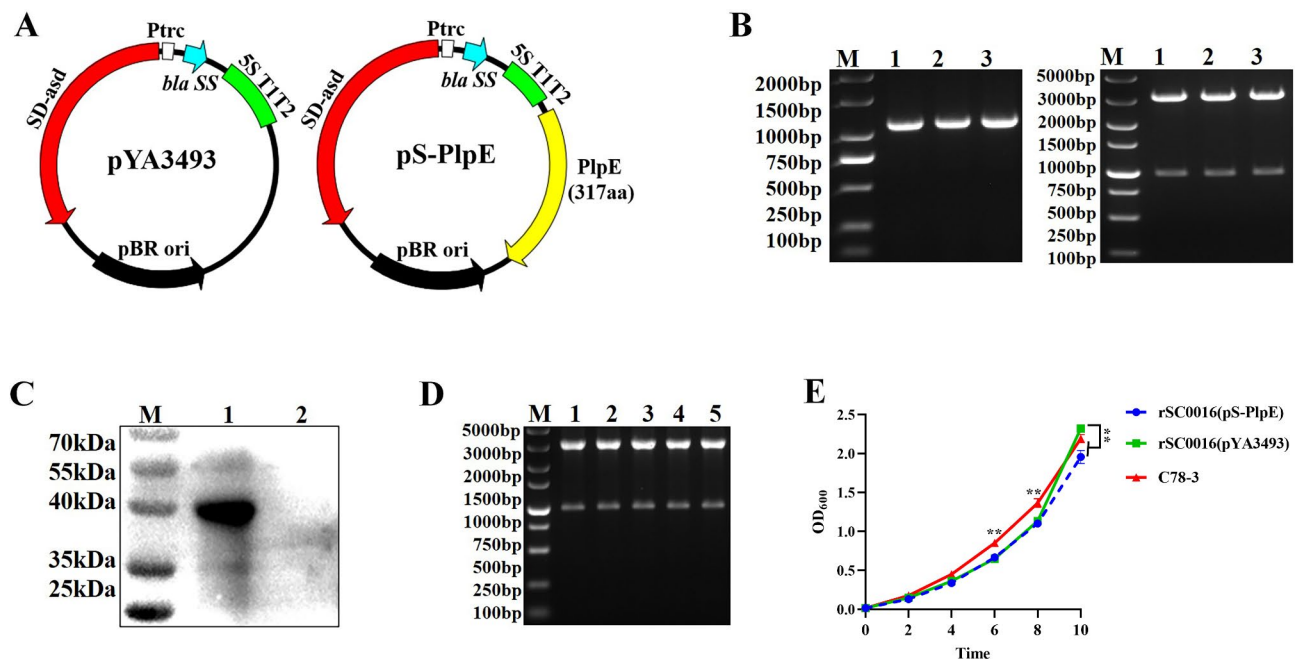 A
Ptrc
bla SS
5S T1T2
SD-asd
pYA3493
pBR ori
Ptrc
bla SS
5S T1T2
SD-asd
pS-PlpE
PlpE
(317aa)
pBR ori
B
M 1 2 3
2000bp
1500bp
1000bp
750bp
500bp
250bp
100bp
M 1 2 3
5000bp
3000bp
2000bp
1500bp
1000bp
750bp
500bp
250bp
100bp
C
M 1 2
70kDa
55kDa
40kDa
35kDa
25kDa
D
M 1 2 3 4 5
5000bp
3000bp
2000bp
1500bp
1000bp
750bp
500bp
250bp
100bp
E
rSC0016(pS-PlpE)
rSC0016(pYA3493)
C78-3
OD600
2.5
2.0
1.5
1.0
0.5
0.0
** ** **
**
0 2 4 6 8 10
Time